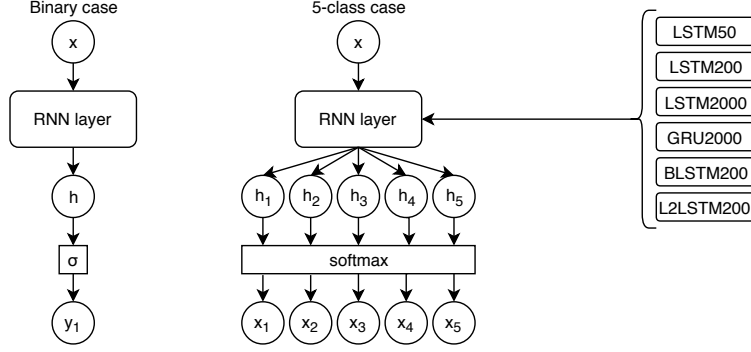 Binary case
x
RNN layer
h
σ
y1
5-class case
x
RNN layer
h1 h2 h3 h4 h5
softmax
x1 x2 x3 x4 x5
LSTM50
LSTM200
LSTM2000
GRU2000
BLSTM200
L2LSTM200